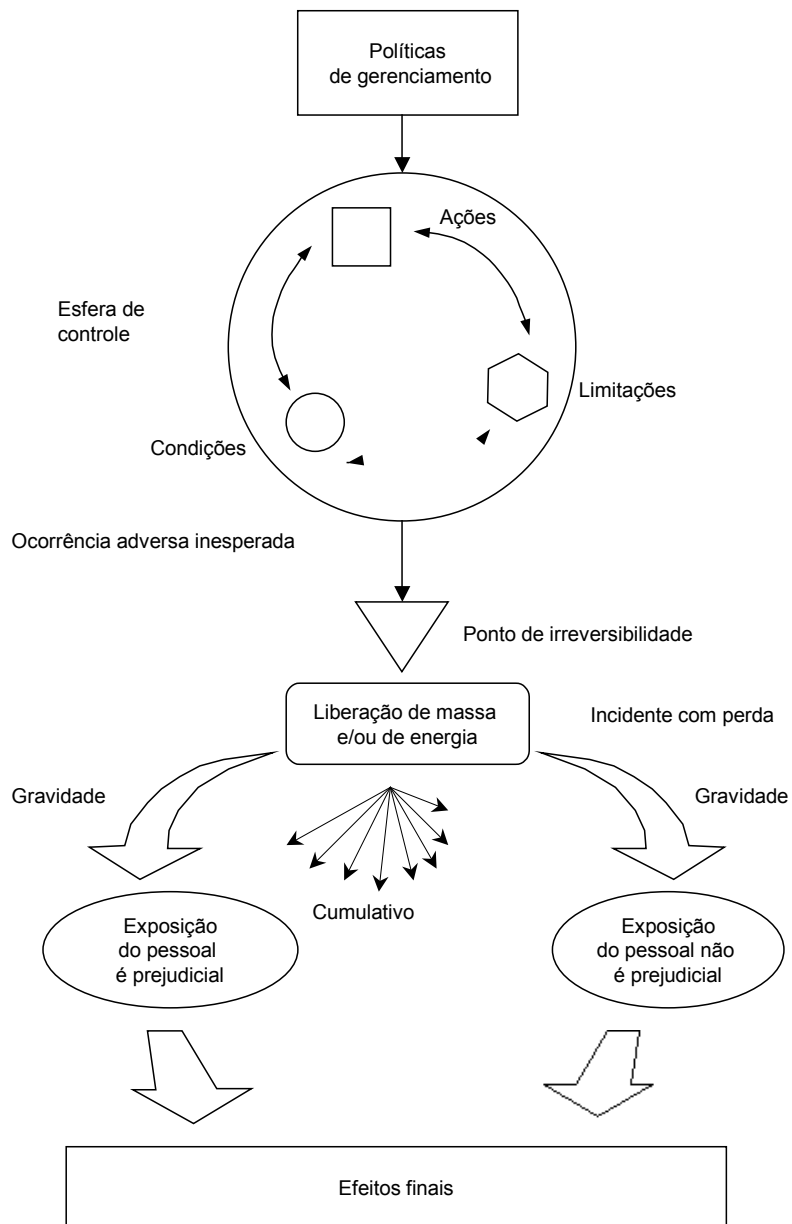 Políticas
de gerenciamento
Ações
Esfera de
controle
Limitações
Condições
Ocorrência adversa inesperada
Ponto de irreversibilidade
Liberação de massa
e/ou de energia
Incidente com perda
Gravidade
Gravidade
Cumulativo
Exposição
do pessoal
é prejudicial
Exposição
do pessoal não
é prejudicial
Efeitos finais